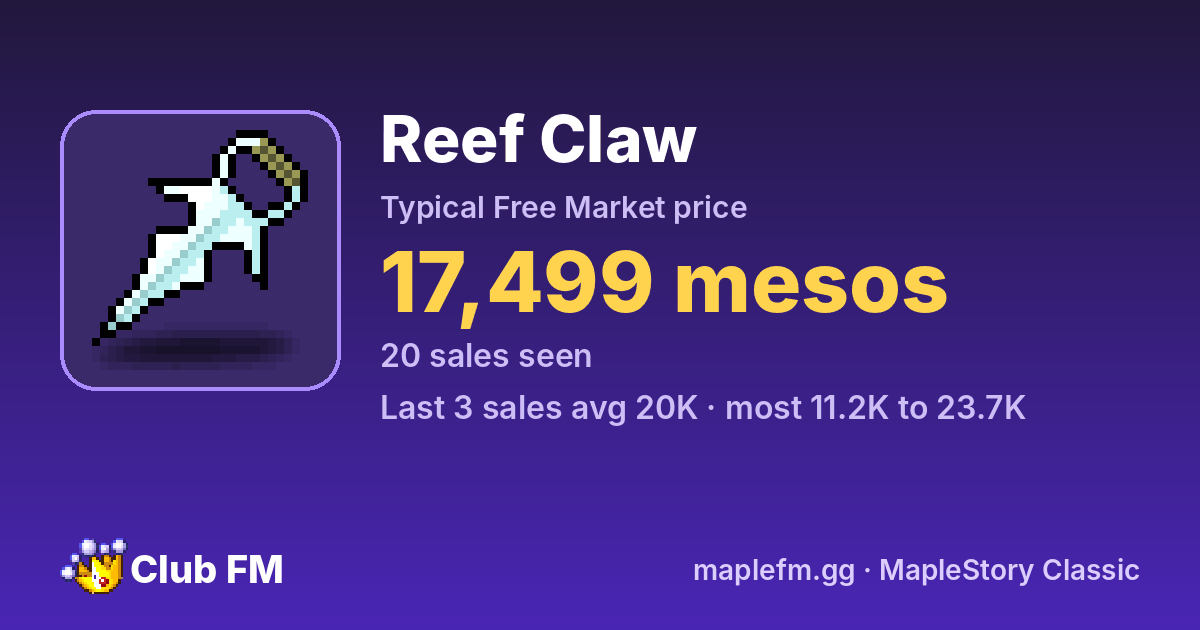 Reef Claw
Typical Free Market price
17,499 mesos
20 sales seen
Last 3 sales avg 20K · most 11.2K to 23.7K
Club FM
maplefm.gg · MapleStory Classic